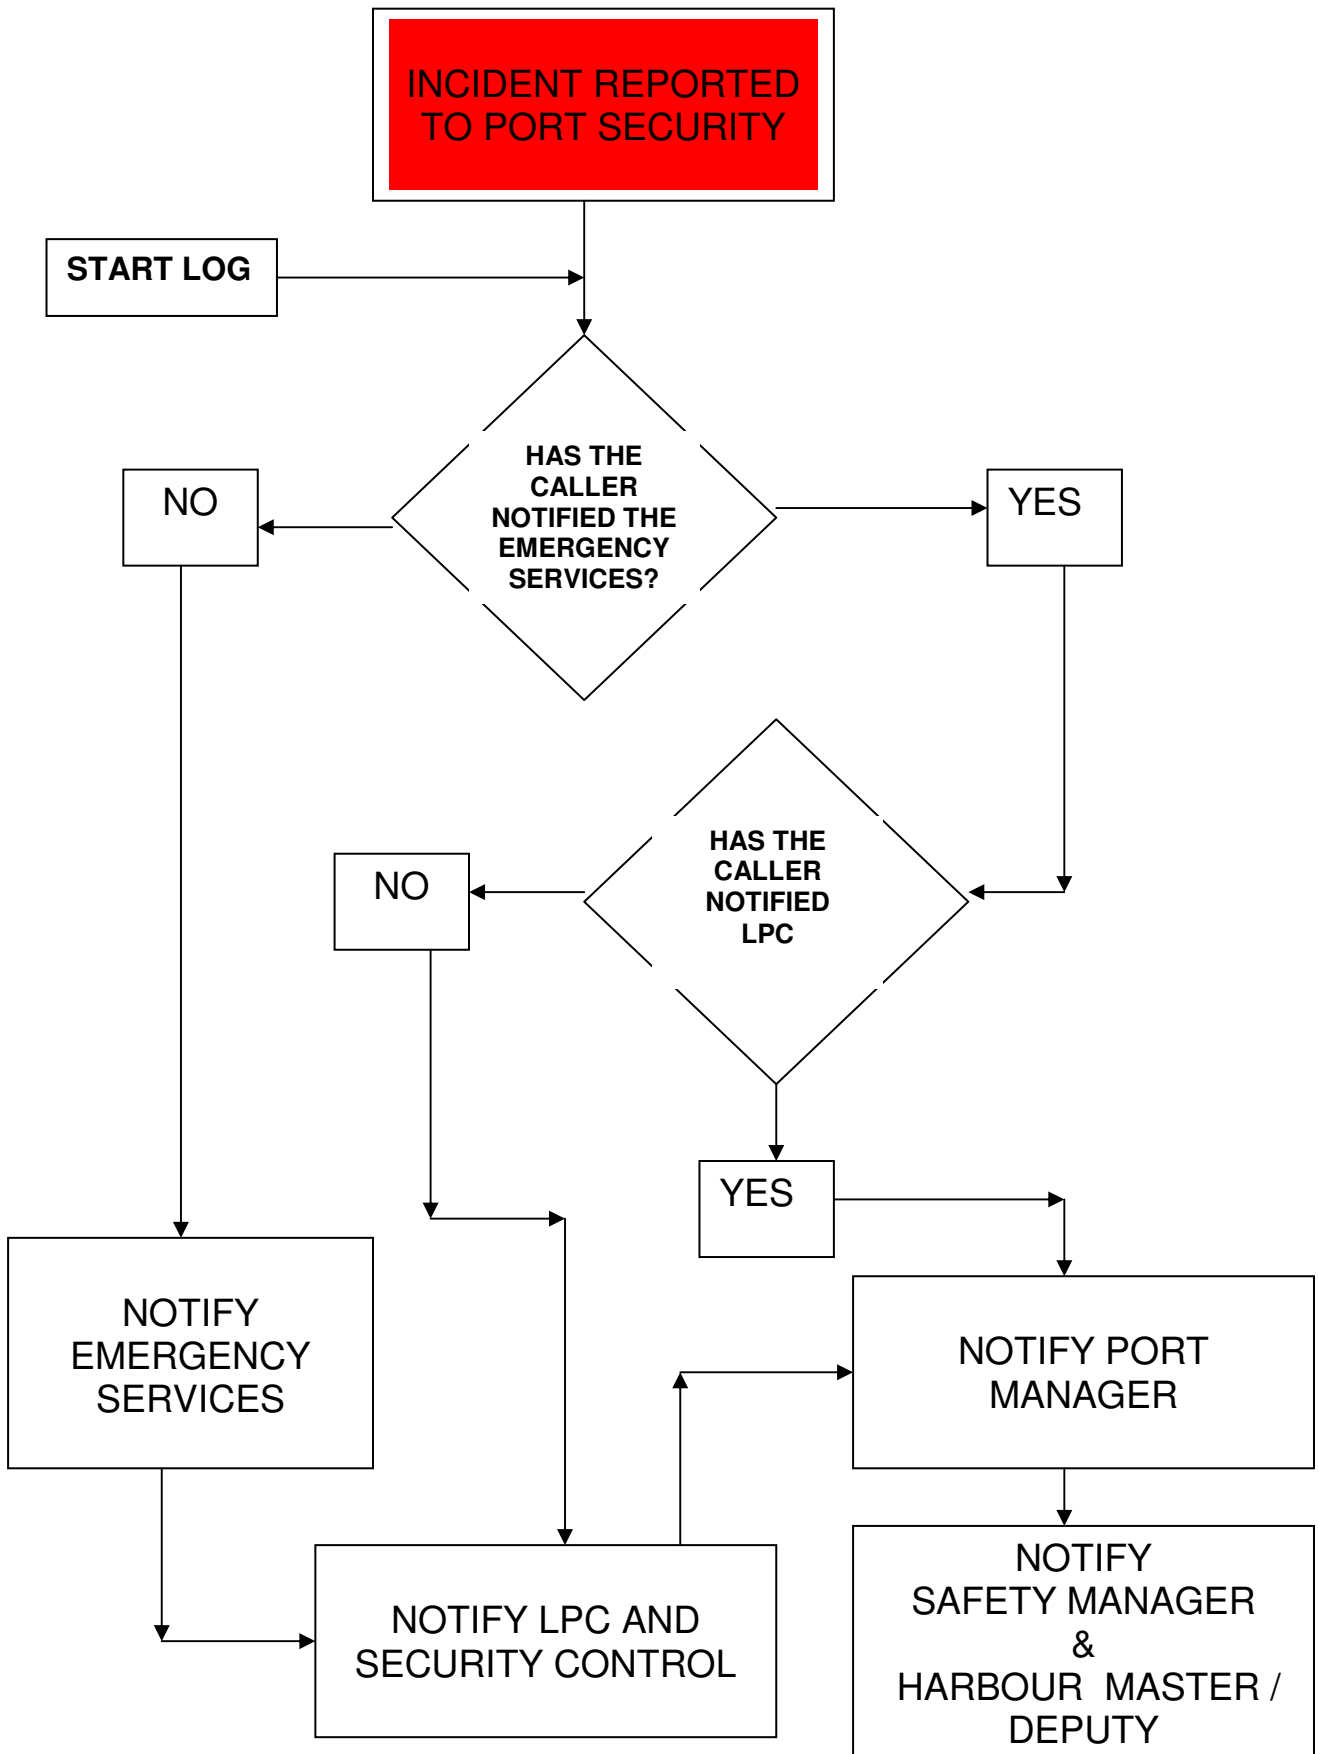 INCIDENT REPORTED
TO PORT SECURITY
START LOG
HAS THE
CALLER
NOTIFIED THE
EMERGENCY
SERVICES?
NO
YES
HAS THE
CALLER
NOTIFIED
LPC
NO
YES
NOTIFY
EMERGENCY
SERVICES
NOTIFY PORT
MANAGER
NOTIFY LPC AND
SECURITY CONTROL
NOTIFY
SAFETY MANAGER
&
HARBOUR  MASTER /
DEPUTY